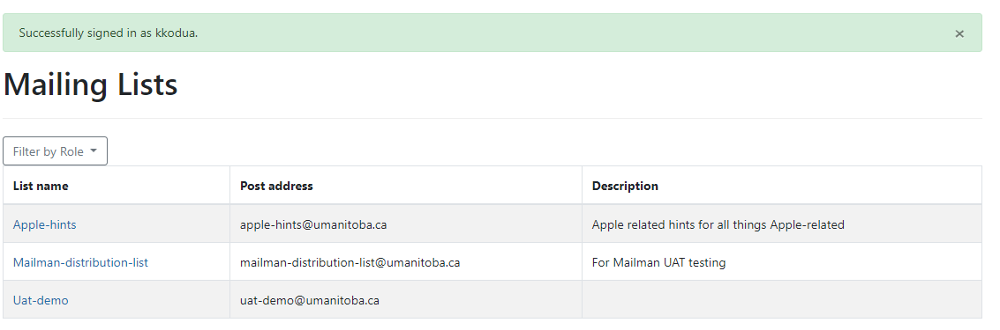 Successfully signed in as kkodua. ×
Mailing Lists
Filter by Role
List name Post address Description
Apple-hints apple-hints@umanitoba.ca Apple related hints for all things Apple-related
Mailman-distribution-list mailman-distribution-list@umanitoba.ca For Mailman UAT testing
Uat-demo uat-demo@umanitoba.ca